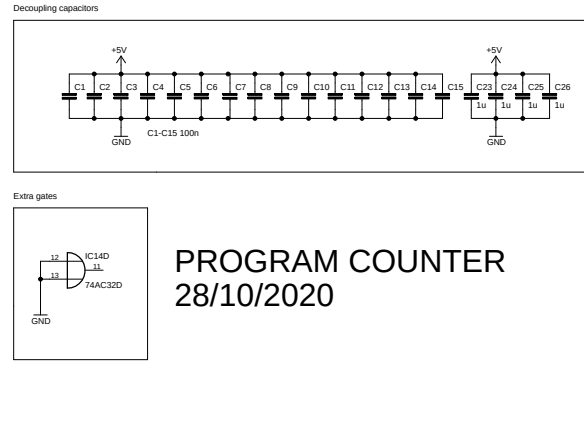 Decoupling capacitors
+5V +5V
C1 C2 C3 C4 C5 C6 C7 C8 C9 C10 C11 C12 C13 C14 C15 C23 C24 C25 C26
1u 1u 1u 1u
GND C1-C15 100n GND
Extra gates
12 IC14D
11
13
74AC32D
GND
PROGRAM COUNTER
28/10/2020